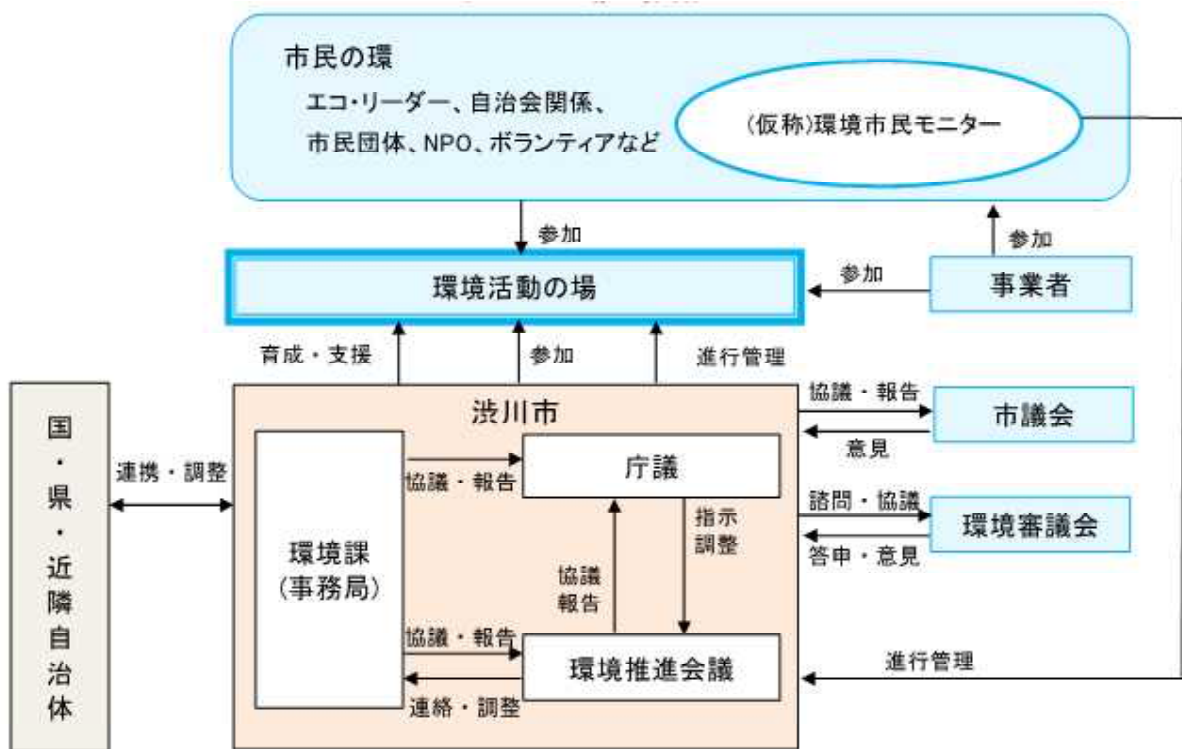 市民の環
エコ・リーダー、自治会関係、
市民団体、NPO、ボランティアなど
(仮称)環境市民モニター
参加
参加
環境活動の場
参加
事業者
育成・支援
参加
進行管理
国・県・近隣自治体
連携・調整
渋川市
環境課
(事務局)
協議・報告
庁議
指示
調整
協議
報告
協議・報告
連絡・調整
環境推進会議
協議・報告
意見
市議会
諮問・協議
答申・意見
環境審議会
進行管理